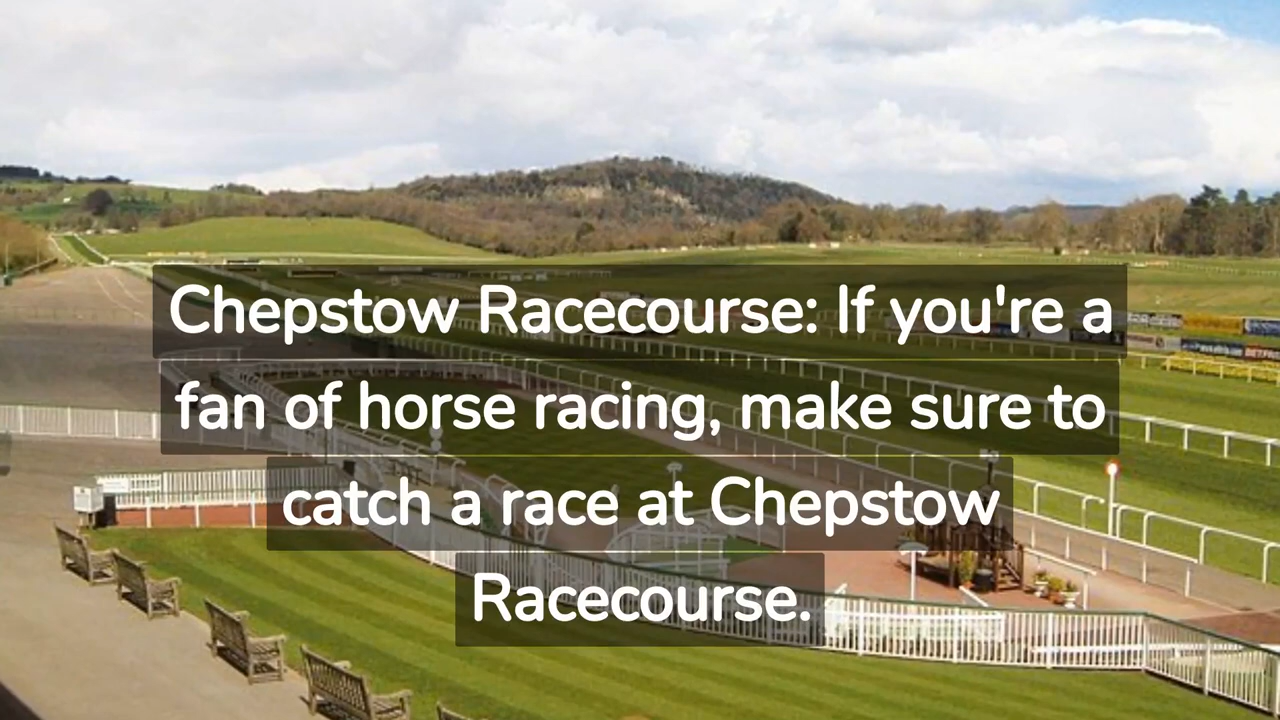 Chepstow Racecourse: If you're a
fan of horse racing, make sure to
catch a race at Chepstow
Racecourse.